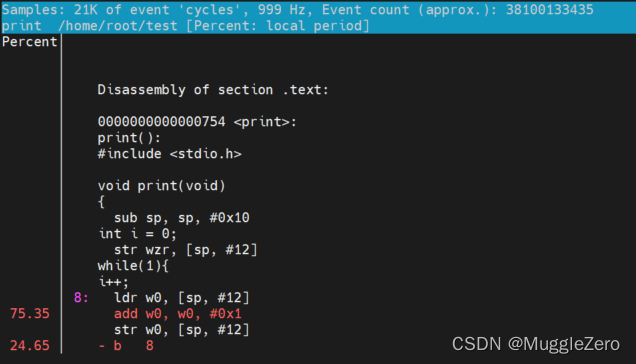 Samples: 21K of event 'cycles', 999 Hz, Event count (approx.): 38100133435
print  /home/root/test [Percent: local period]
Percent
Disassembly of section .text:
0000000000000754 <print>:
print():
#include <stdio.h>
void print(void)
{
sub sp, sp, #0x10
int i = 0;
str wzr, [sp, #12]
while(1){
i++;
8:   ldr w0, [sp, #12]
75.35        add w0, w0, #0x1
str w0, [sp, #12]
24.65      - b   8
CSDN @MuggleZero